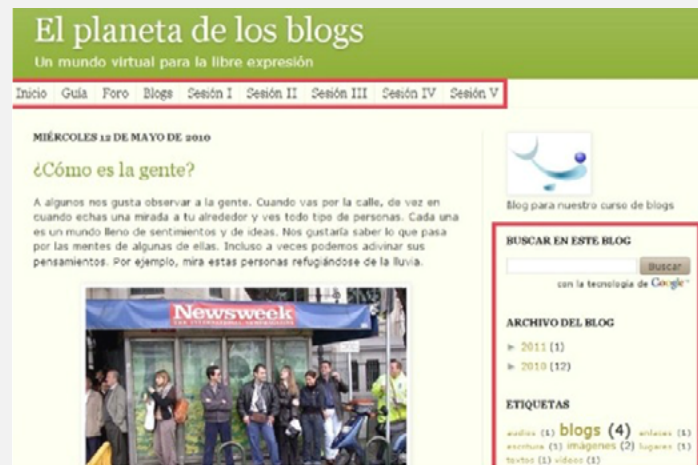 El planeta de los blogs
Un mundo virtual para la libre expresión
Inicio Guía Foro Blogs Sesión I Sesión II Sesión III Sesión IV Sesión V
MIÉRCOLES 12 DE MAYO DE 2010
¿Cómo es la gente?
A algunos nos gusta observar a la gente. Cuando vas por la calle, de vez en
cuando echas una mirada a tu alrededor y ves todo tipo de personas. Cada una
es un mundo lleno de sentimientos y de ideas. Nos gustaría saber lo que pasa
por las mentes de algunas de ellas. Incluso a veces podemos adivinar sus
pensamientos. Por ejemplo, mira estas personas refugiándose de la lluvia.
Newsweek
Blog para nuestro curso de blogs
BUSCAR EN ESTE BLOG
Buscar
con la tecnología de Google™
ARCHIVO DEL BLOG
► 2011 (1)
► 2010 (12)
ETIQUETAS
audios (1) blogs (4) enlaces (1)
escritura (1) imágenes (2) lugares (1)
textos (1) vídeos (1)